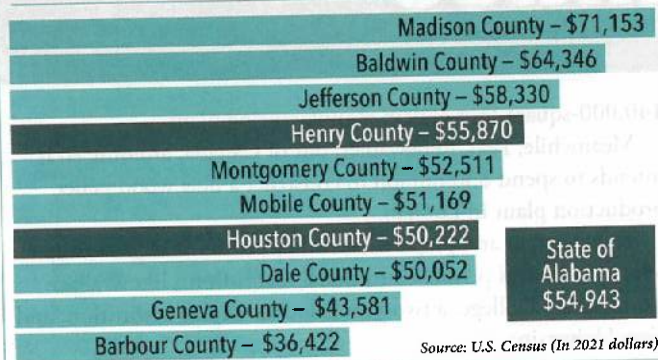 Madison County – $71,153
Baldwin County – $64,346
Jefferson County – $58,330
Henry County – $55,870
Montgomery County – $52,511
Mobile County – $51,169
Houston County – $50,222
Dale County – $50,052
Geneva County – $43,581
Barbour County – $36,422
State of
Alabama
$54,943
Source: U.S. Census (In 2021 dollars)